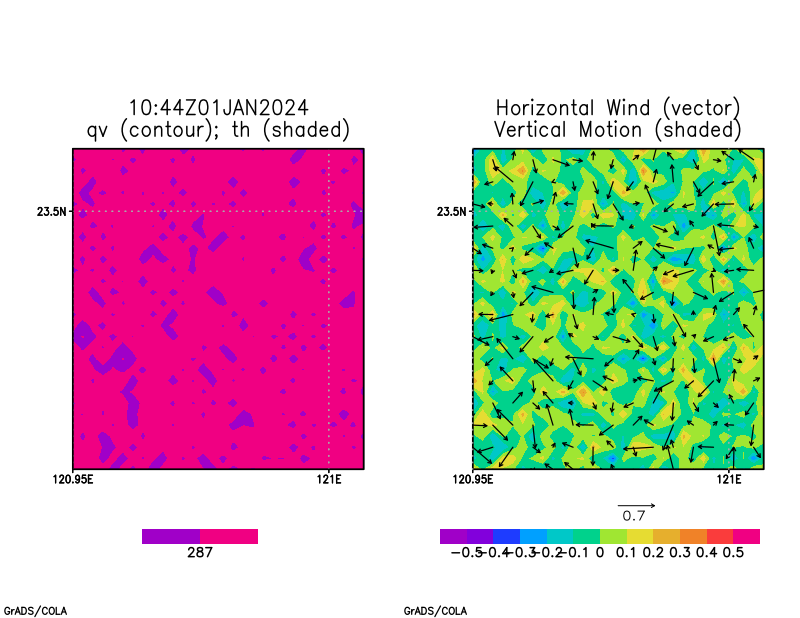 10:44Z01JAN2024
qv (contour); th (shaded)
23.5N
120.95E
121E
287
Horizontal Wind (vector)
Vertical Motion (shaded)
23.5N
120.95E
121E
0.7
-0.5 -0.4 -0.3 -0.2 -0.1 0 0.1 0.2 0.3 0.4 0.5
GrADS/COLA
GrADS/COLA